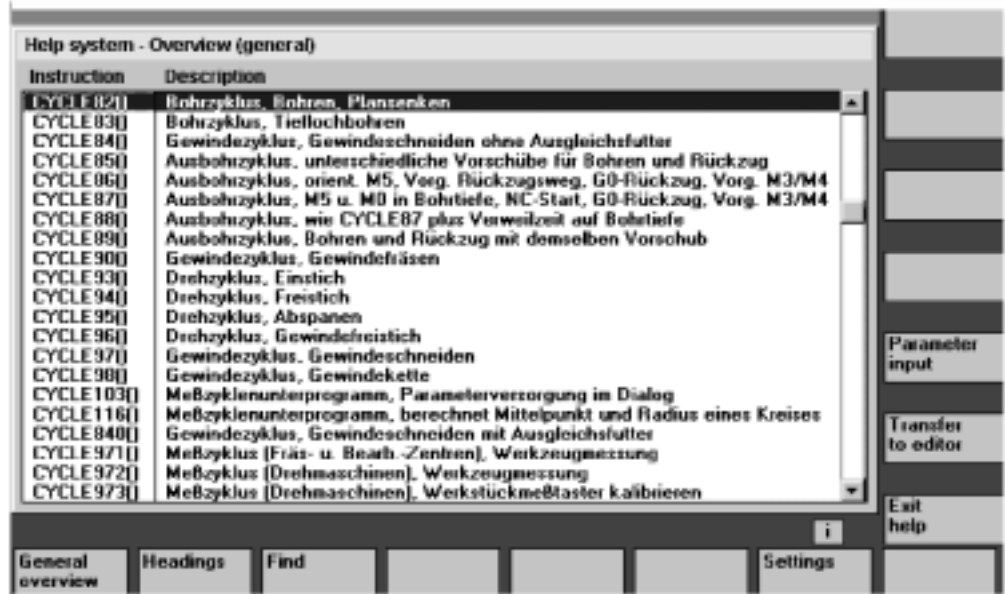 Help system - Overview (general)
Instruction Description
CYCLE82[] Bohrzyklus, Bohren, Plansenken
CYCLE83[] Bohrzyklus, Tieflochbohren
CYCLE84[] Gewindezyklus, Gewindeschneiden ohne Ausgleichsfutter
CYCLE85[] Ausbohrzyklus, unterschiedliche Vorschübe für Bohren und Rückzug
CYCLE86[] Ausbohrzyklus, orient. M5, Vorg. Rückzugsweg, G0-Rückzug, Vorg. M3/M4
CYCLE87[] Ausbohrzyklus, M5 u. M0 in Bohrtiefe, NC-Start, G0-Rückzug, Vorg. M3/M4
CYCLE88[] Ausbohrzyklus, wie CYCLE87 plus Verweilzeit auf Bohrtiefe
CYCLE89[] Ausbohrzyklus, Bohren und Rückzug mit demselben Vorschub
CYCLE90[] Gewindezyklus, Gewindefräsen
CYCLE93[] Drehzyklus, Einstich
CYCLE94[] Drehzyklus, Freistich
CYCLE95[] Drehzyklus, Abspanen
CYCLE96[] Drehzyklus, Gewindefreistich
CYCLE97[] Gewindezyklus, Gewindeschneiden
CYCLE98[] Gewindezyklus, Gewindekette
CYCLE103[] Meßzyklenunterprogramm, Parameterversorgung im Dialog
CYCLE116[] Meßzyklenunterprogramm, berechnet Mittelpunkt und Radius eines Kreises
CYCLE840[] Gewindezyklus, Gewindeschneiden mit Ausgleichsfutter
CYCLE971[] Meßzyklus [Fräs- u. Bearb.-Zentren], Werkzeugmessung
CYCLE972[] Meßzyklus [Drehmaschinen], Werkzeugmessung
CYCLE973[] Meßzyklus [Drehmaschinen], Werkstückmeßtaster kalibrieren
Parameter
input
Transfer
to editor
Exit
help
i
General
overview
Headings
Find
Settings